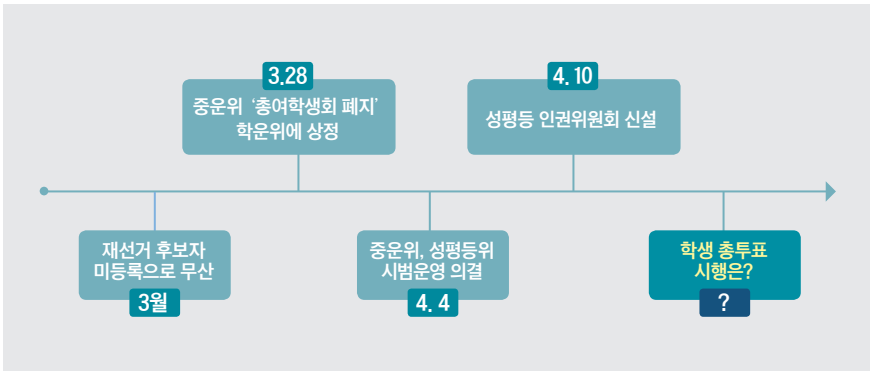 3월
재선거 후보자
미등록으로 무산
3.28
중운위 ‘총여학생회 폐지’
학운위에 상정
4. 4
중운위, 성평등위
시범운영 의결
4. 10
성평등 인권위원회 신설
학생 총투표
시행은?
?